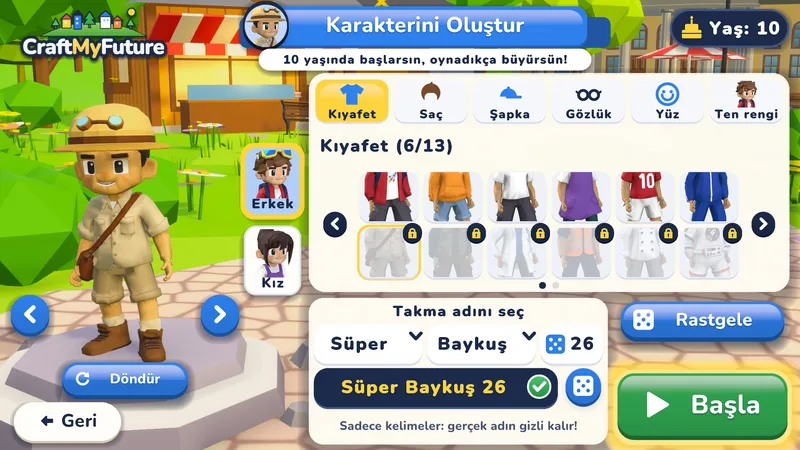 CraftMyFuture
Karakterini Oluştur
10 yaşında başlarsın, oynadıkça büyürsün!
Yaş: 10
Kıyafet
Saç
Şapka
Gözlük
Yüz
Ten rengi
Kıyafet (6/13)
Erkek
Kız
10
Takma adını seç
Süper
Baykuş
26
Süper Baykuş 26
Sadece kelimeler: gerçek adın gizli kalır!
Döndür
Geri
Rastgele
Başla